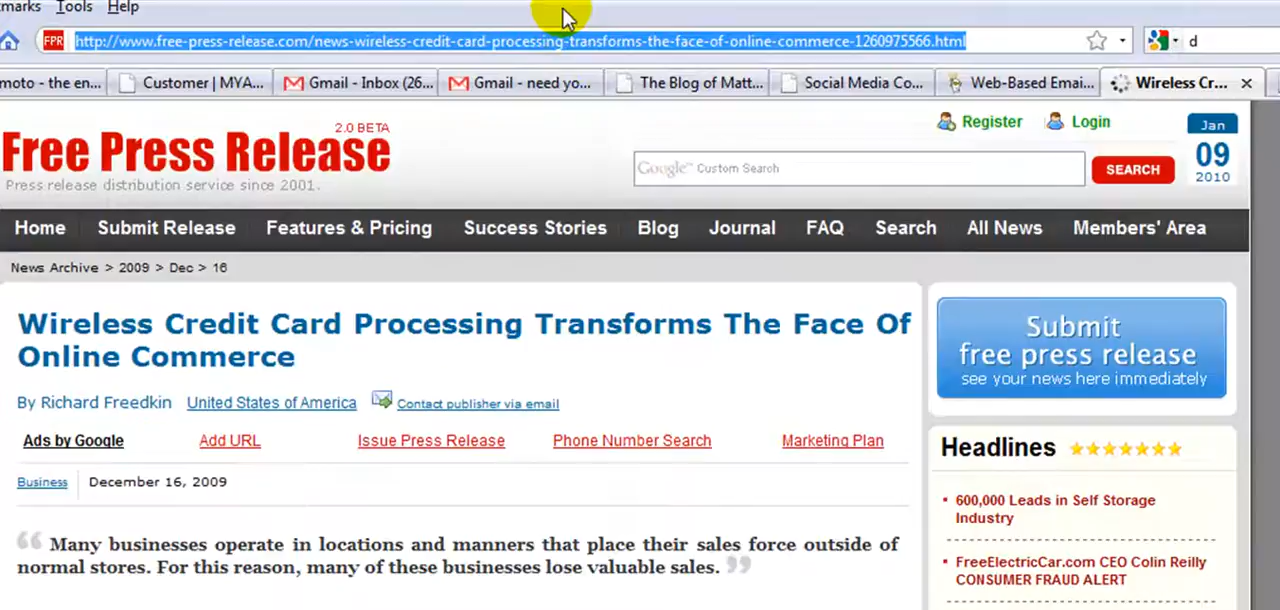 marks Tools Help
FPR http://www.free-press-release.com/news-wireless-credit-card-processing-transforms-the-face-of-online-commerce-1260975566.html d
moto - the en... Customer | MYA... Gmail - Inbox (26... Gmail - need yo... The Blog of Matt... Social Media Co... Web-Based Emai... Wireless Cr...
2.0 BETA
Free Press Release
Press release distribution service since 2001.
Register Login
Google™ Custom Search SEARCH
Jan
09
2010
Home Submit Release Features & Pricing Success Stories Blog Journal FAQ Search All News Members' Area
News Archive > 2009 > Dec > 16
Wireless Credit Card Processing Transforms The Face Of
Online Commerce
By Richard Freedkin United States of America Contact publisher via email
Ads by Google Add URL Issue Press Release Phone Number Search Marketing Plan
Business December 16, 2009
“ Many businesses operate in locations and manners that place their sales force outside of
normal stores. For this reason, many of these businesses lose valuable sales. ”
Submit
free press release
see your news here immediately
Headlines
• 600,000 Leads in Self Storage
Industry
• FreeElectricCar.com CEO Colin Reilly
CONSUMER FRAUD ALERT